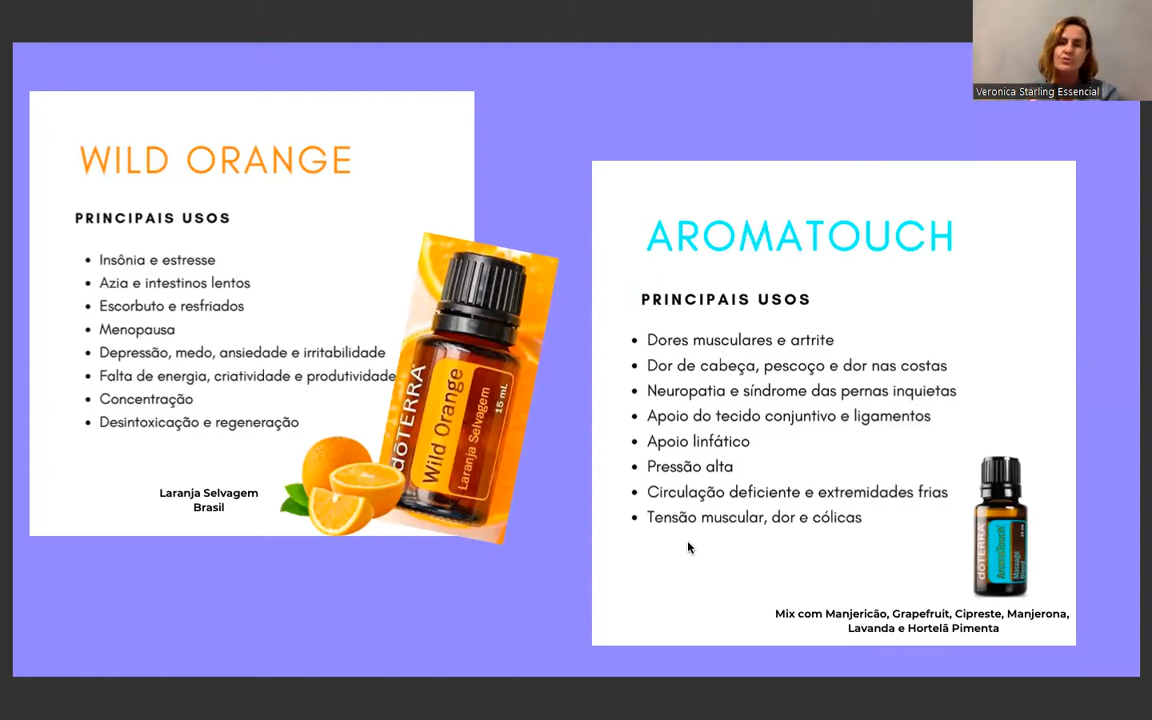 Veronica Starling Essencial
WILD ORANGE
PRINCIPAIS USOS
Insônia e estresse
Azia e intestinos lentos
Escorbuto e resfriados
Menopausa
Depressão, medo, ansiedade e irritabilidade
Falta de energia, criatividade e produtividade
Concentração
Desintoxicação e regeneração
Laranja Selvagem
Brasil
dōTERRA
Wild Orange
Laranja Selvagem
15 mL
AROMATOUCH
PRINCIPAIS USOS
Dores musculares e artrite
Dor de cabeça, pescoço e dor nas costas
Neuropatia e síndrome das pernas inquietas
Apoio do tecido conjuntivo e ligamentos
Apoio linfático
Pressão alta
Circulação deficiente e extremidades frias
Tensão muscular, dor e cólicas
dōTERRA
AromaTouch
Massage
Blend
Mix com Manjericão, Grapefruit, Cipreste, Manjerona,
Lavanda e Hortelã Pimenta